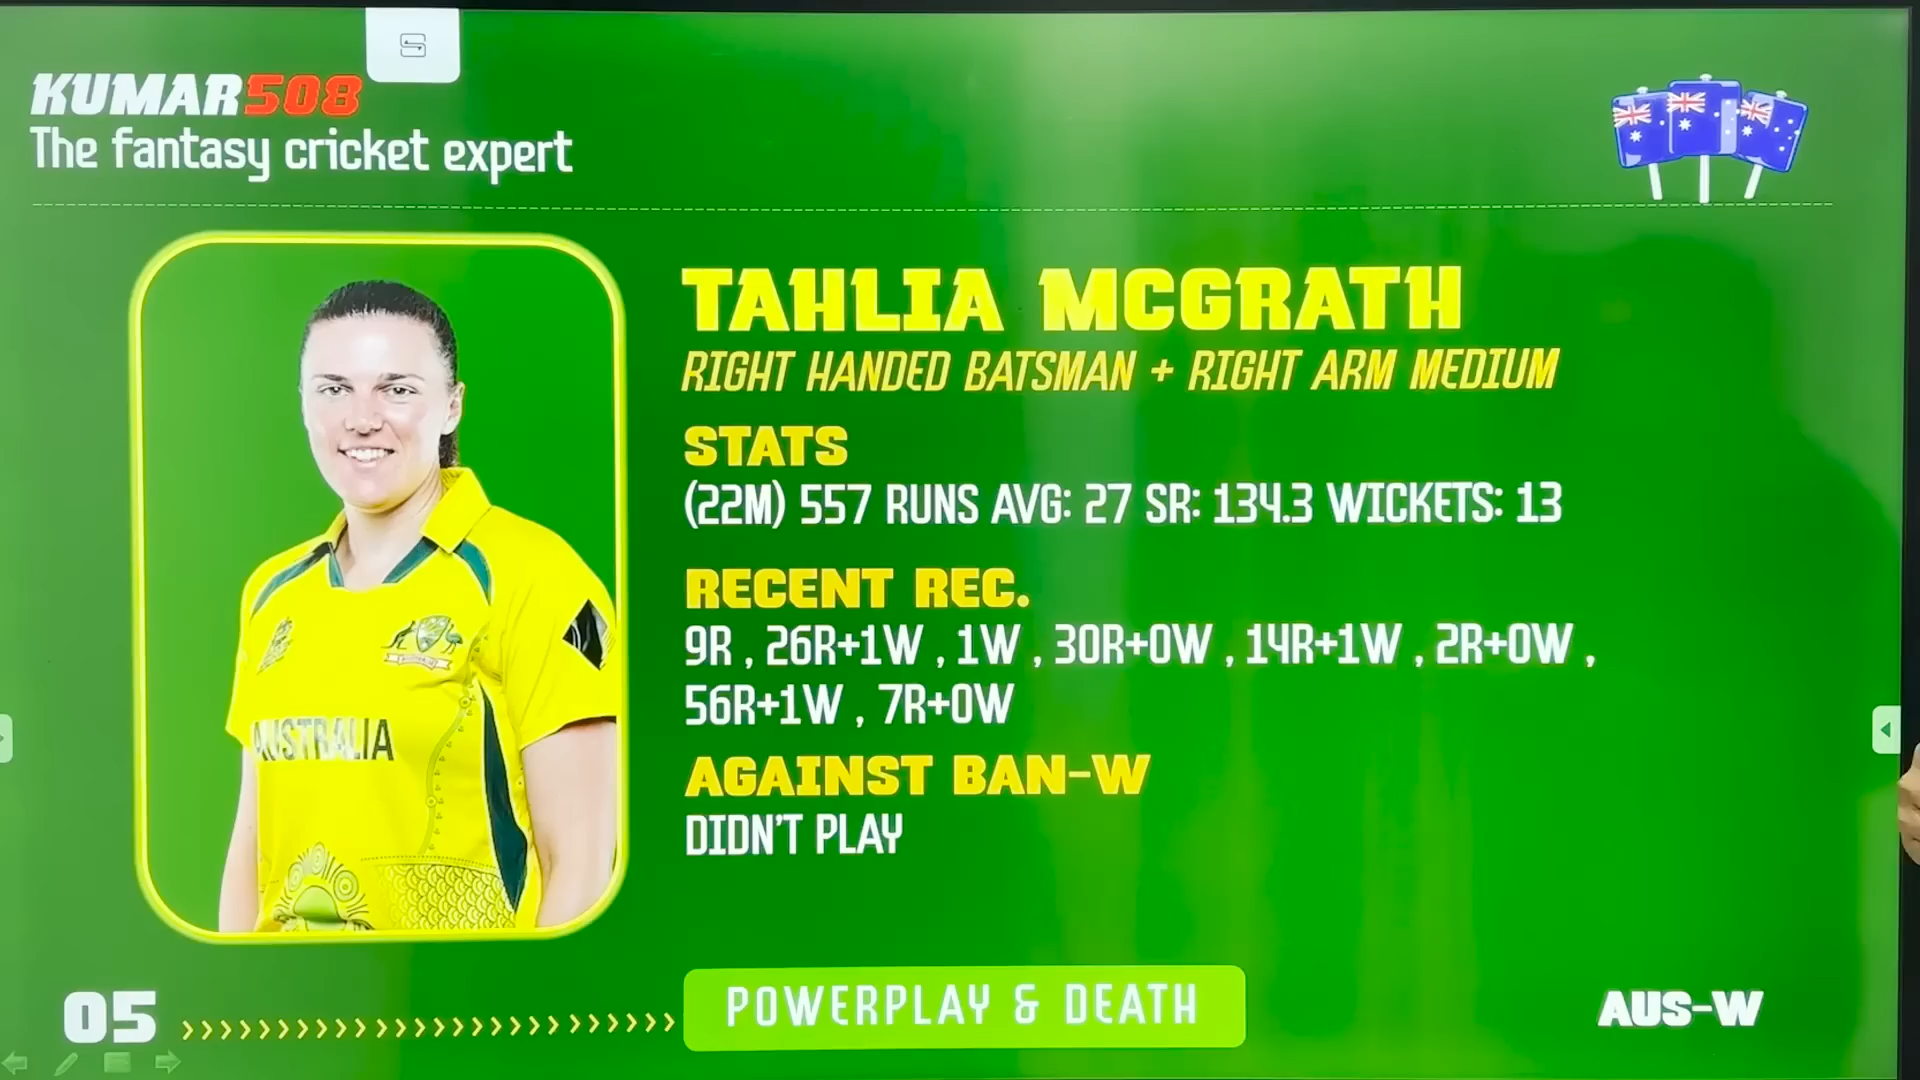 KUMAR508
The fantasy cricket expert
TAHLIA MCGRATH
RIGHT HANDED BATSMAN + RIGHT ARM MEDIUM
STATS
(22M) 557 RUNS AVG: 27 SR: 134.3 WICKETS: 13
RECENT REC.
9R , 26R+1W , 1W , 30R+0W , 14R+1W , 2R+0W ,
56R+1W , 7R+0W
AGAINST BAN-W
DIDN'T PLAY
AUSTRALIA
05
POWERPLAY & DEATH
AUS-W